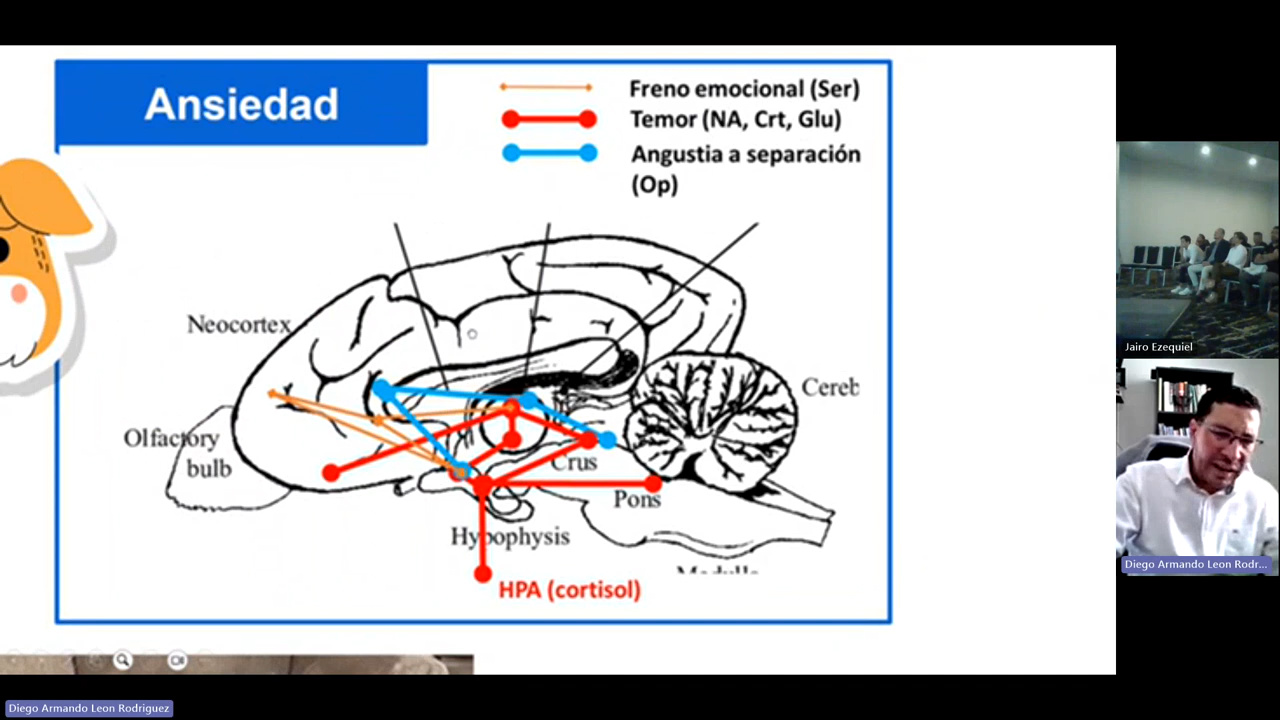 Ansiedad
Freno emocional (Ser)
Temor (NA, Crt, Glu)
Angustia a separación
(Op)
Neocortex
Cereb
Olfactory
bulb
Crus
Pons
Hypophysis
HPA (cortisol)
Jairo Ezequiel
Diego Armando Leon Rodr...
Diego Armando Leon Rodriguez